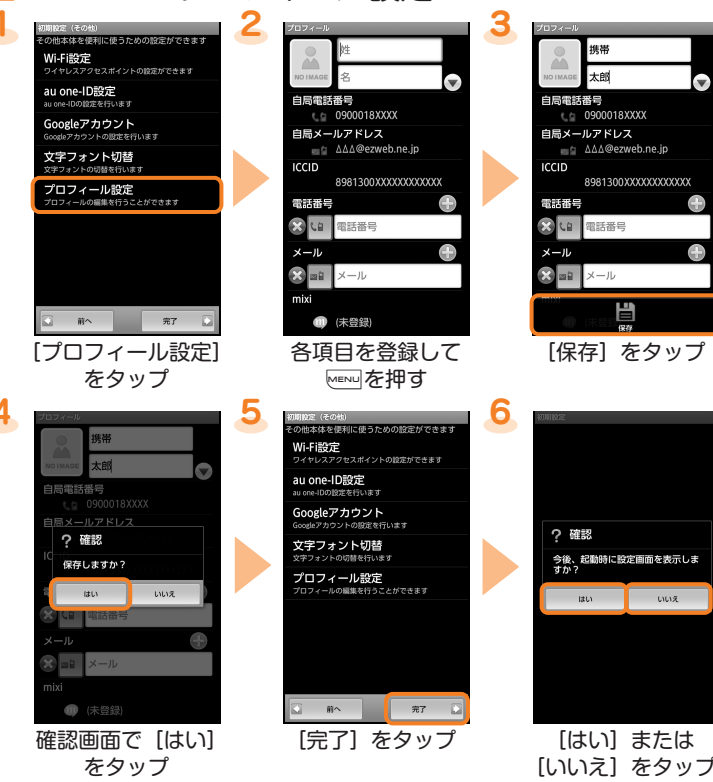 1
初期設定（その他）
その他本体を便利に使うための設定ができます
Wi-Fi設定
ワイヤレスアクセスポイントの設定ができます
au one-ID設定
au one-IDの設定を行います
Googleアカウント
Googleアカウントの設定を行います
文字フォント切替
文字フォントの切替を行います
プロフィール設定
プロフィールの編集を行うことができます
前へ
完了
[プロフィール設定]
をタップ
2
プロフィール
NO IMAGE
姓
名
自局電話番号
0900018XXXX
自局メールアドレス
ΔΔΔ@ezweb.ne.jp
ICCID
8981300XXXXXXXXXXXX
電話番号
電話番号
メール
メール
mixi
(未登録)
各項目を登録して
MENUを押す
3
プロフィール
NO IMAGE
携帯
太郎
自局電話番号
0900018XXXX
自局メールアドレス
ΔΔΔ@ezweb.ne.jp
ICCID
8981300XXXXXXXXXXXX
電話番号
電話番号
メール
メール
mixi
(未登録)
保存
[保存] をタップ
4
プロフィール
NO IMAGE
携帯
太郎
自局電話番号
0900018XXXX
自局メールアドレス
IC
? 確認
保存しますか？
はい
いいえ
電話番号
メール
メール
mixi
(未登録)
確認画面で [はい]
をタップ
5
初期設定（その他）
その他本体を便利に使うための設定ができます
Wi-Fi設定
ワイヤレスアクセスポイントの設定ができます
au one-ID設定
au one-IDの設定を行います
Googleアカウント
Googleアカウントの設定を行います
文字フォント切替
文字フォントの切替を行います
プロフィール設定
プロフィールの編集を行うことができます
前へ
完了
[完了] をタップ
6
初期設定
? 確認
今後、起動時に設定画面を表示しま
すか？
はい
いいえ
[はい] または
[いいえ] をタップ